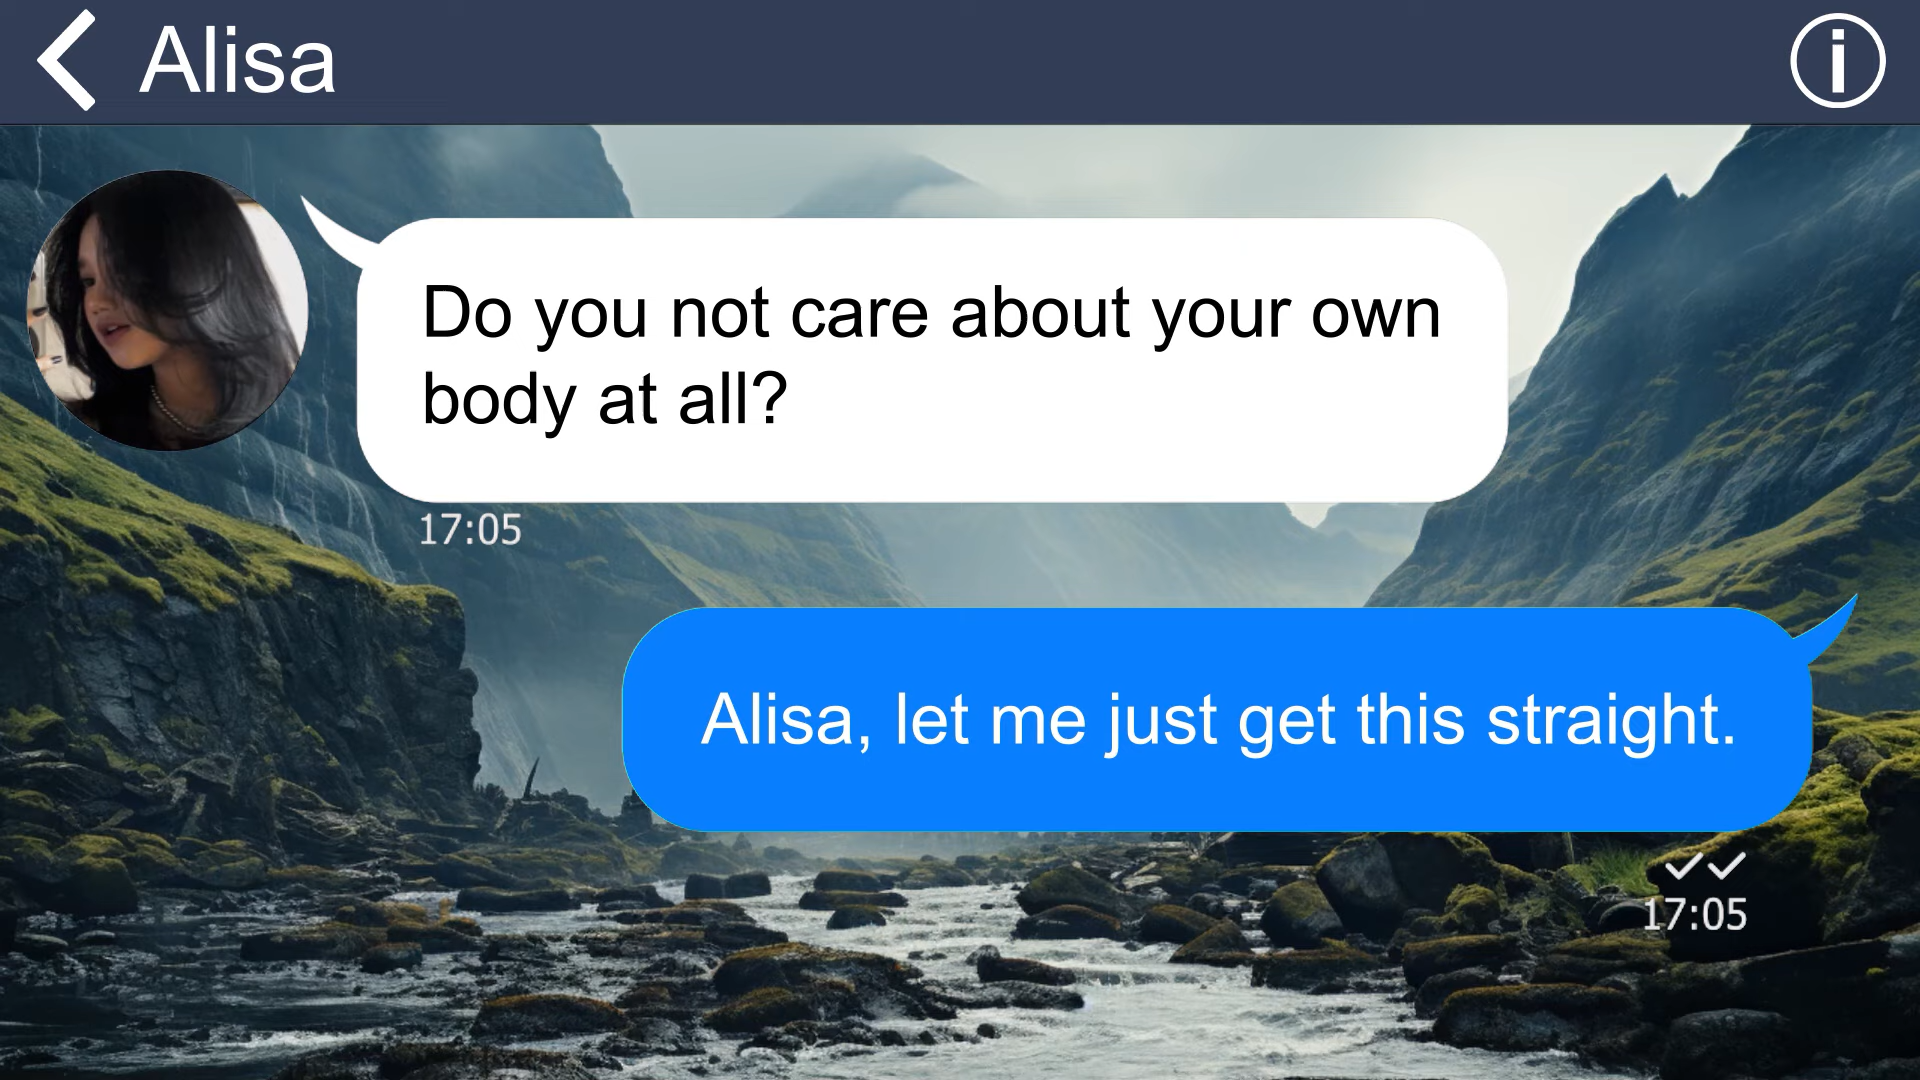 Alisa
Do you not care about your own
body at all?
17:05
Alisa, let me just get this straight.
17:05